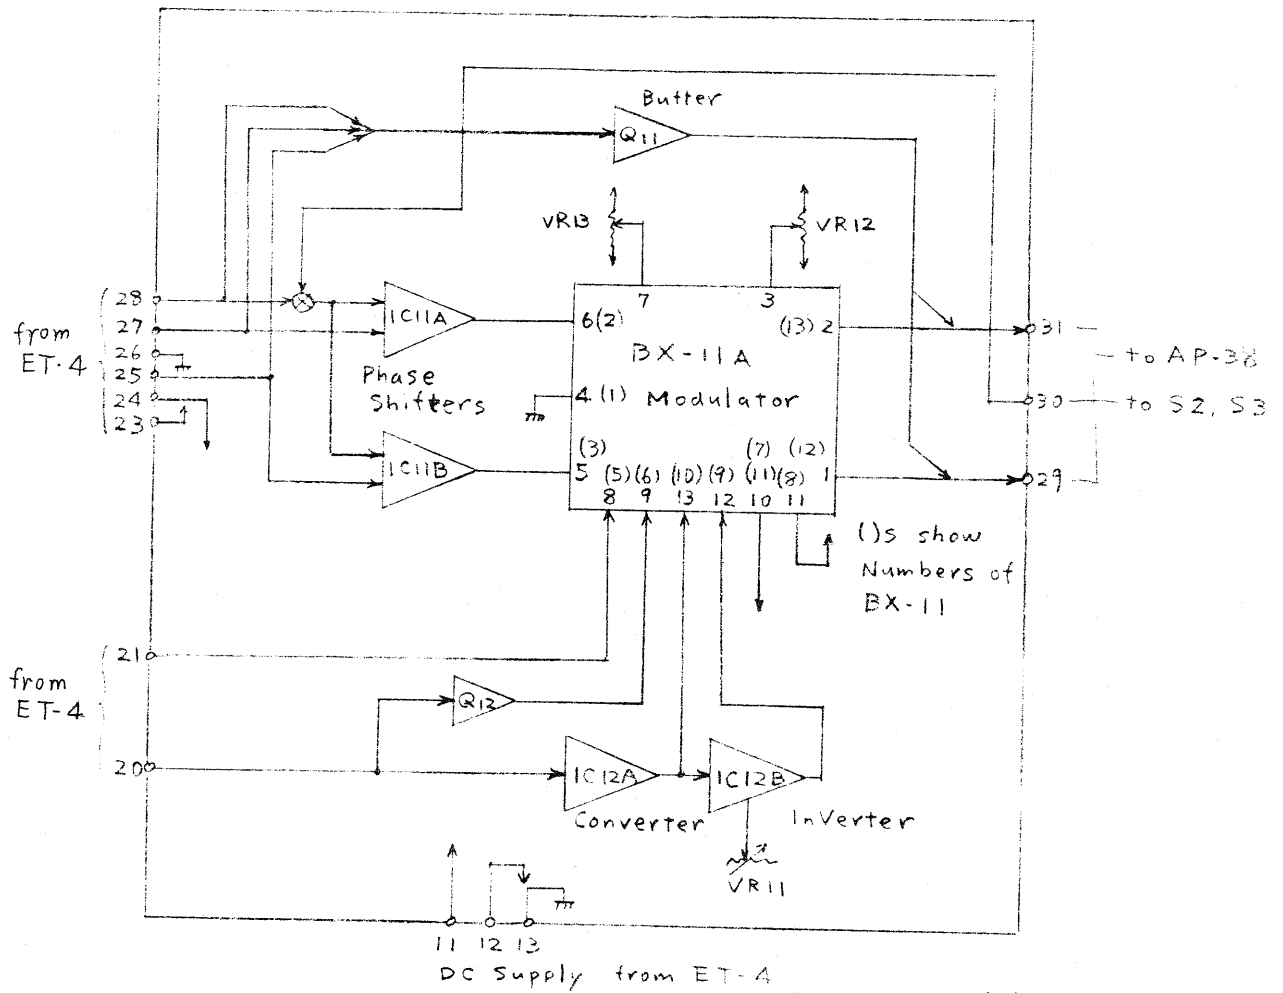 Butter
Q11
VR13
VR12
28
27
26
25
24
23
from
ET-4
IC11A
Phase
Shifters
IC11B
7
3
6(2)
(13) 2
BX-11A
4 (1) Modulator
(3)
5
(7) (12)
(5)(6) (10) (9) (11)(8) 1
8 9 13 12 10 11
31
30
29
to AP-38
to S2, S3
()s show
Numbers of
BX-11
21
from
ET-4
20
Q12
IC12A
Converter
IC12B
InVerter
VR11
11 12 13
DC Supply from ET-4